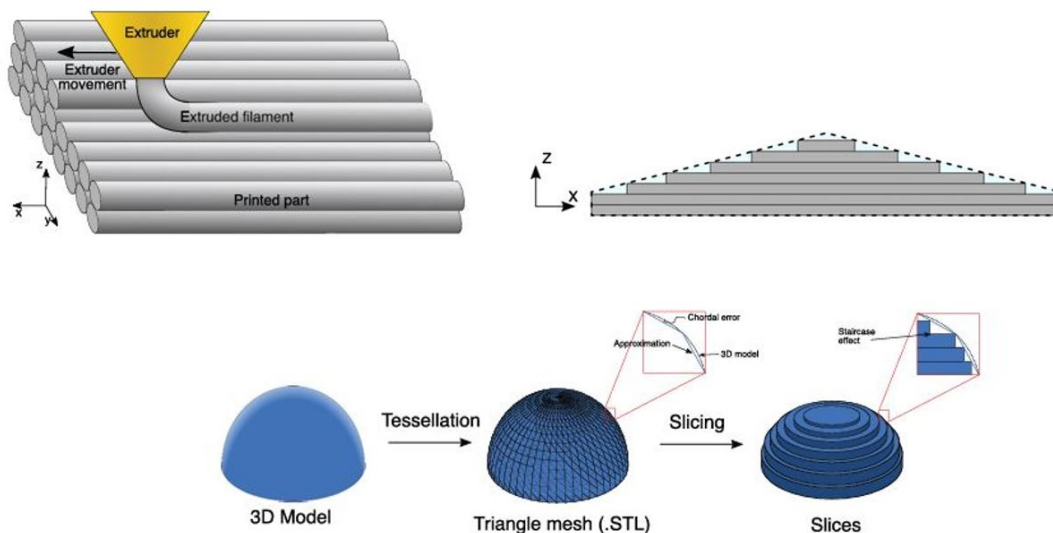 Extruder
Extruder
movement
Extruded filament
Printed part
z
x
y
Z
X
Chordal error
Approximation
3D model
Staircase
effect
Tessellation
Slicing
3D Model
Triangle mesh (.STL)
Slices